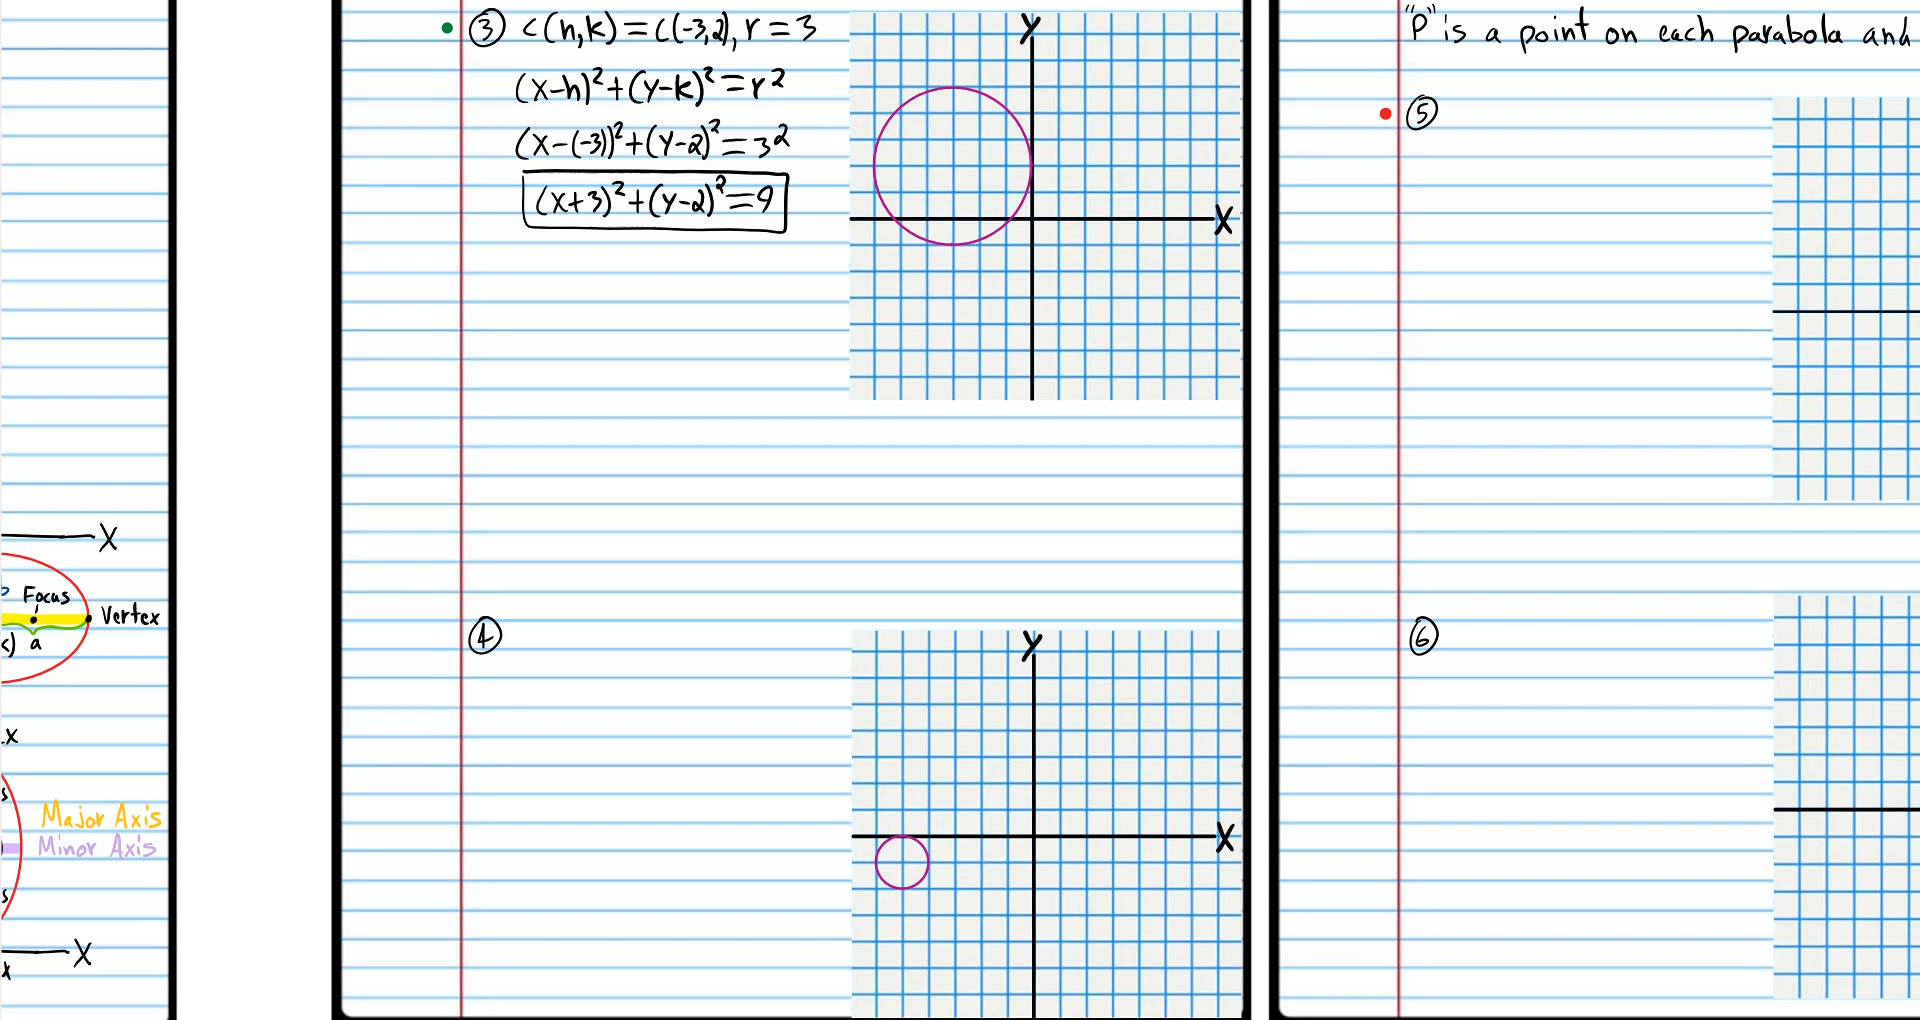 X
Focus
Vertex
c) a
x
s
Major Axis
Minor Axis
s
X
x
③ C(h,k)=C(-3,2), r=3
(x-h)²+(y-k)²=r²
(x-(-3))²+(y-2)²=3²
(x+3)²+(y-2)²=9
Y
X
④
Y
X
"P" is a point on each parabola and
⑤
⑥